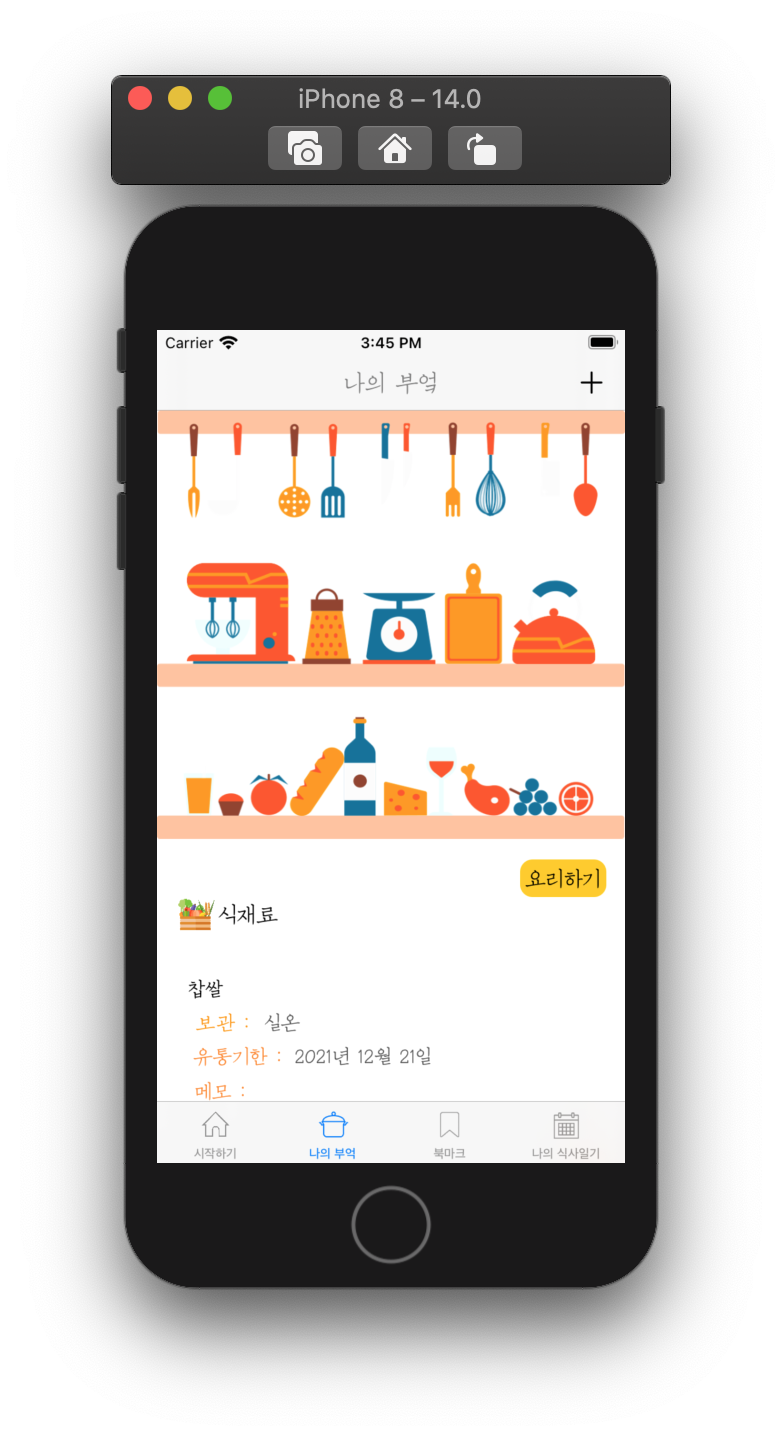 iPhone 8 – 14.0
Carrier 3:45 PM
나의 부엌
요리하기
식재료
찹쌀
보관 : 실온
유통기한 : 2021년 12월 21일
메모 :
시작하기 나의 부엌 북마크 나의 식사일기